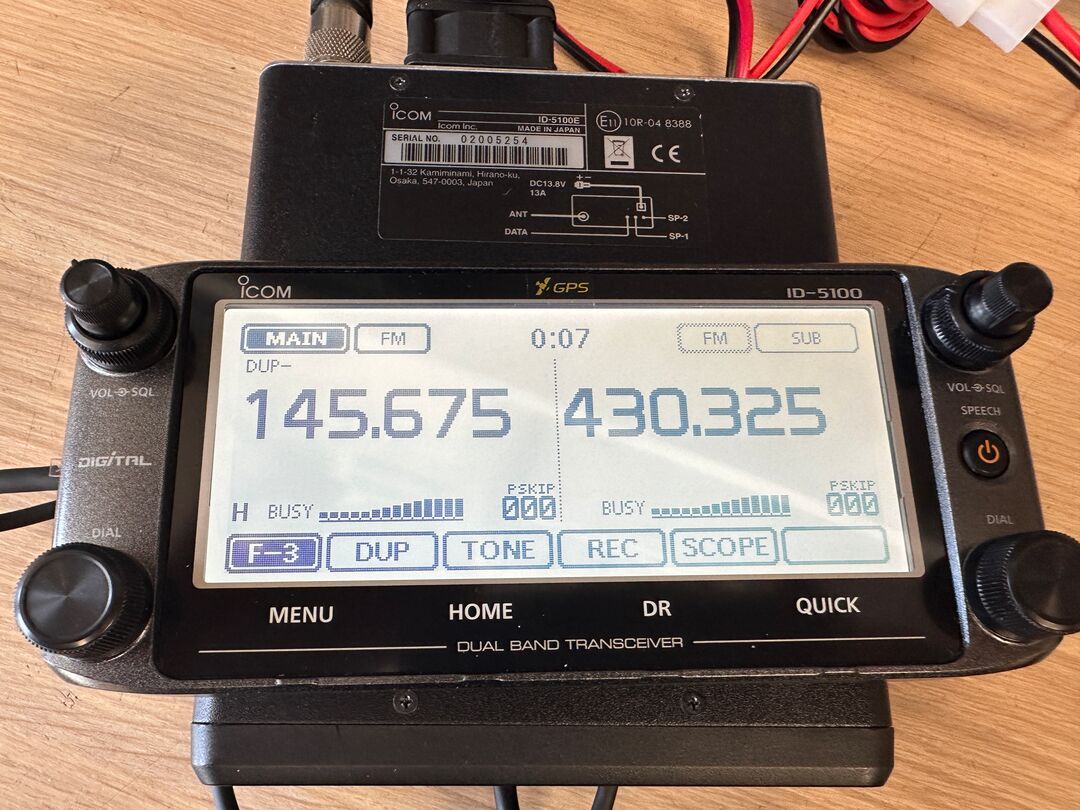 ICOM ID-5100E
Icom Inc. MADE IN JAPAN
SERIAL NO. 02005254
1-1-32 Kamiminami, Hirano-ku,
Osaka, 547-0003, Japan
E11 10R-04 8388
CE
DC13.8V
13A
+ -
ANT
DATA
SP-2
SP-1
ICOM GPS ID-5100
MAIN FM 0:07 FM SUB
DUP-
145.675 430.325
H BUSY PSKIP 000 BUSY PSKIP 000
F-3 DUP TONE REC SCOPE
MENU HOME DR QUICK
DUAL BAND TRANSCEIVER
VOL SQL
DIGITAL
DIAL
VOL SQL
SPEECH
DIAL